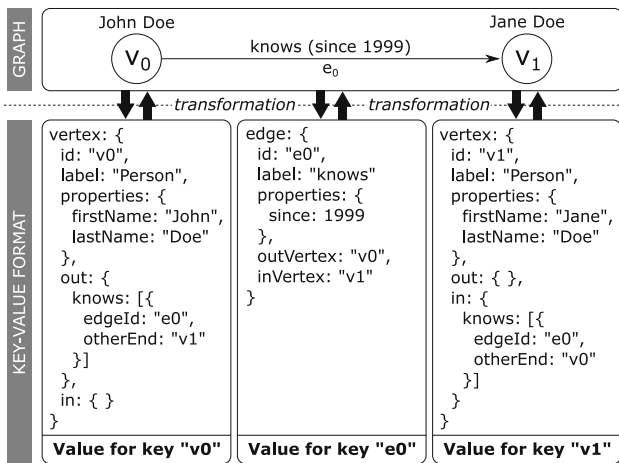 John Doe
Jane Doe
GRAPH
v0
knows (since 1999)
e0
v1
transformation
transformation
KEY-VALUE FORMAT
vertex: {
id: "v0",
label: "Person",
properties: {
firstName: "John",
lastName: "Doe"
},
out: {
knows: [{
edgeId: "e0",
otherEnd: "v1"
}]
},
in: { }
}
Value for key "v0"
edge: {
id: "e0",
label: "knows"
properties: {
since: 1999
},
outVertex: "v0",
inVertex: "v1"
}
Value for key "e0"
vertex: {
id: "v1",
label: "Person",
properties: {
firstName: "Jane",
lastName: "Doe"
},
out: { },
in: {
knows: [{
edgeId: "e0",
otherEnd: "v0"
}]
}
}
Value for key "v1"